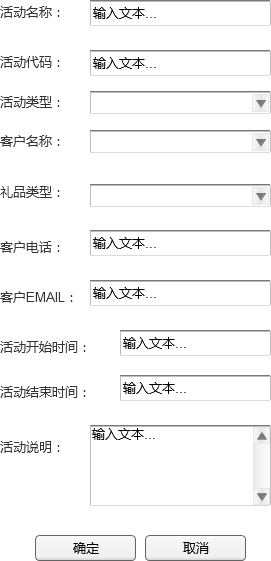 活动名称： 输入文本...
活动代码： 输入文本...
活动类型：
客户名称：
礼品类型：
客户电话： 输入文本...
客户EMAIL： 输入文本...
活动开始时间： 输入文本...
活动结束时间： 输入文本...
活动说明： 输入文本...
确定 取消